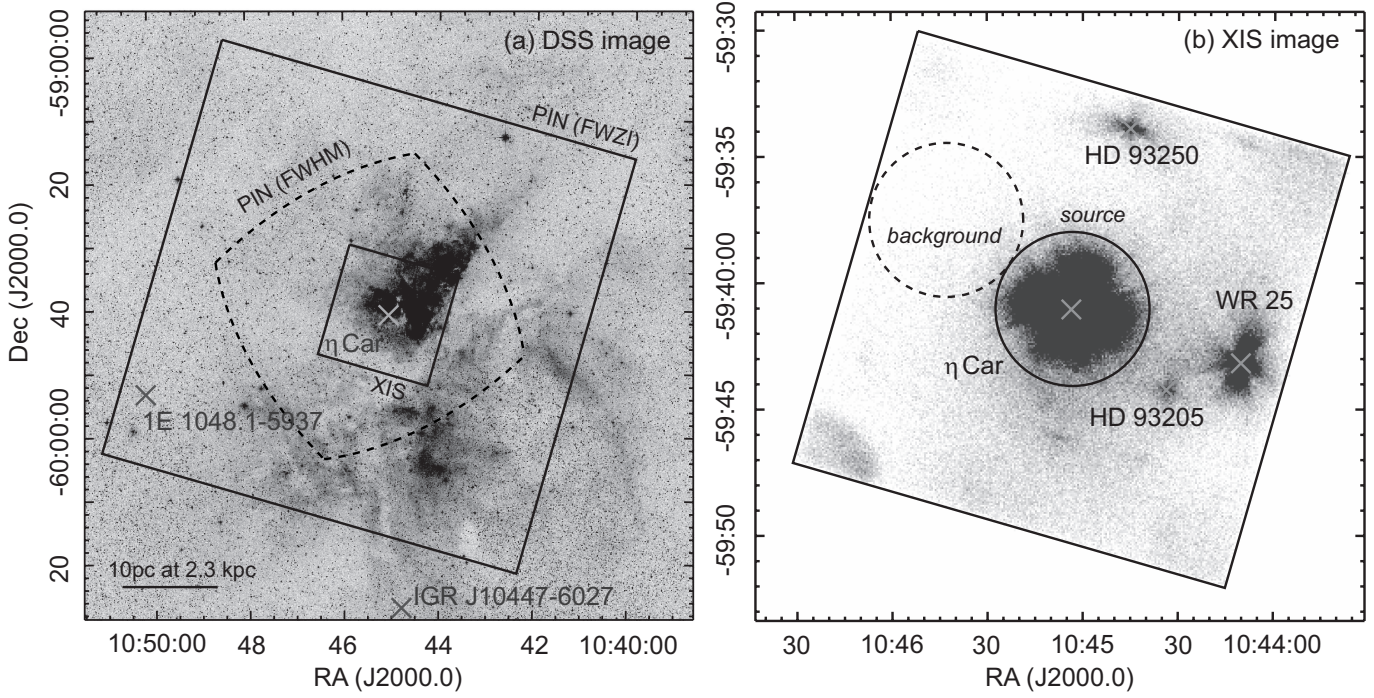 (a) DSS image
PIN (FWZI)
PIN (FWHM)
η Car
XIS
1E 1048.1-5937
10pc at 2.3 kpc
IGR J10447-6027
-59:00:00
20
40
-60:00:00
20
Dec (J2000.0)
10:50:00 48 46 44 42 10:40:00
RA (J2000.0)
(b) XIS image
HD 93250
source
background
WR 25
η Car
HD 93205
-59:30
-59:35
-59:40
-59:45
-59:50
30 10:46 30 10:45 30 10:44
RA (J2000.0)